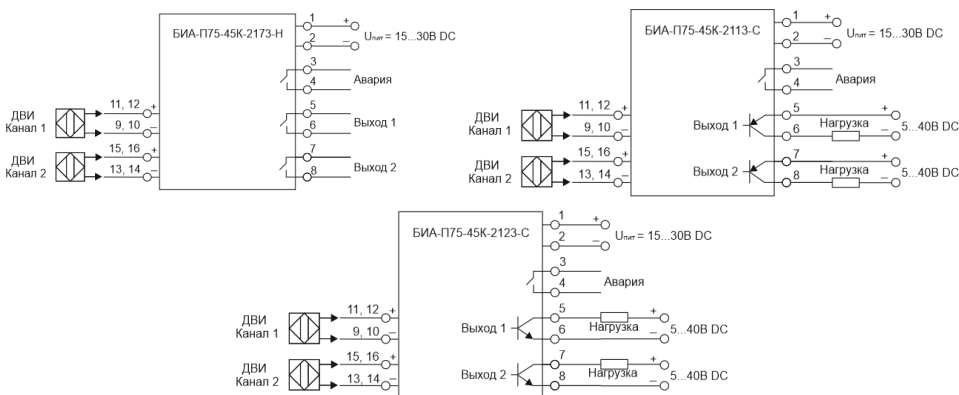 БИА-П75-45К-2173-Н
1 +
Uпит = 15...30В DC
2 –
3
Авария
4
ДВИ
Канал 1
11, 12 +
9, 10 –
5
Выход 1
6
ДВИ
Канал 2
15, 16 +
13, 14 –
7
Выход 2
8
БИА-П75-45К-2113-С
1 +
Uпит = 15...30В DC
2 –
3
Авария
4
ДВИ
Канал 1
11, 12 +
9, 10 –
Выход 1
5 +
6 Нагрузка – 5...40В DC
ДВИ
Канал 2
15, 16 +
13, 14 –
Выход 2
7 +
8 Нагрузка – 5...40В DC
БИА-П75-45К-2123-С
1 +
Uпит = 15...30В DC
2 –
3
Авария
4
ДВИ
Канал 1
11, 12 +
9, 10 –
Выход 1
5 +
6 Нагрузка – 5...40В DC
ДВИ
Канал 2
15, 16 +
13, 14 –
Выход 2
7 +
8 Нагрузка – 5...40В DC